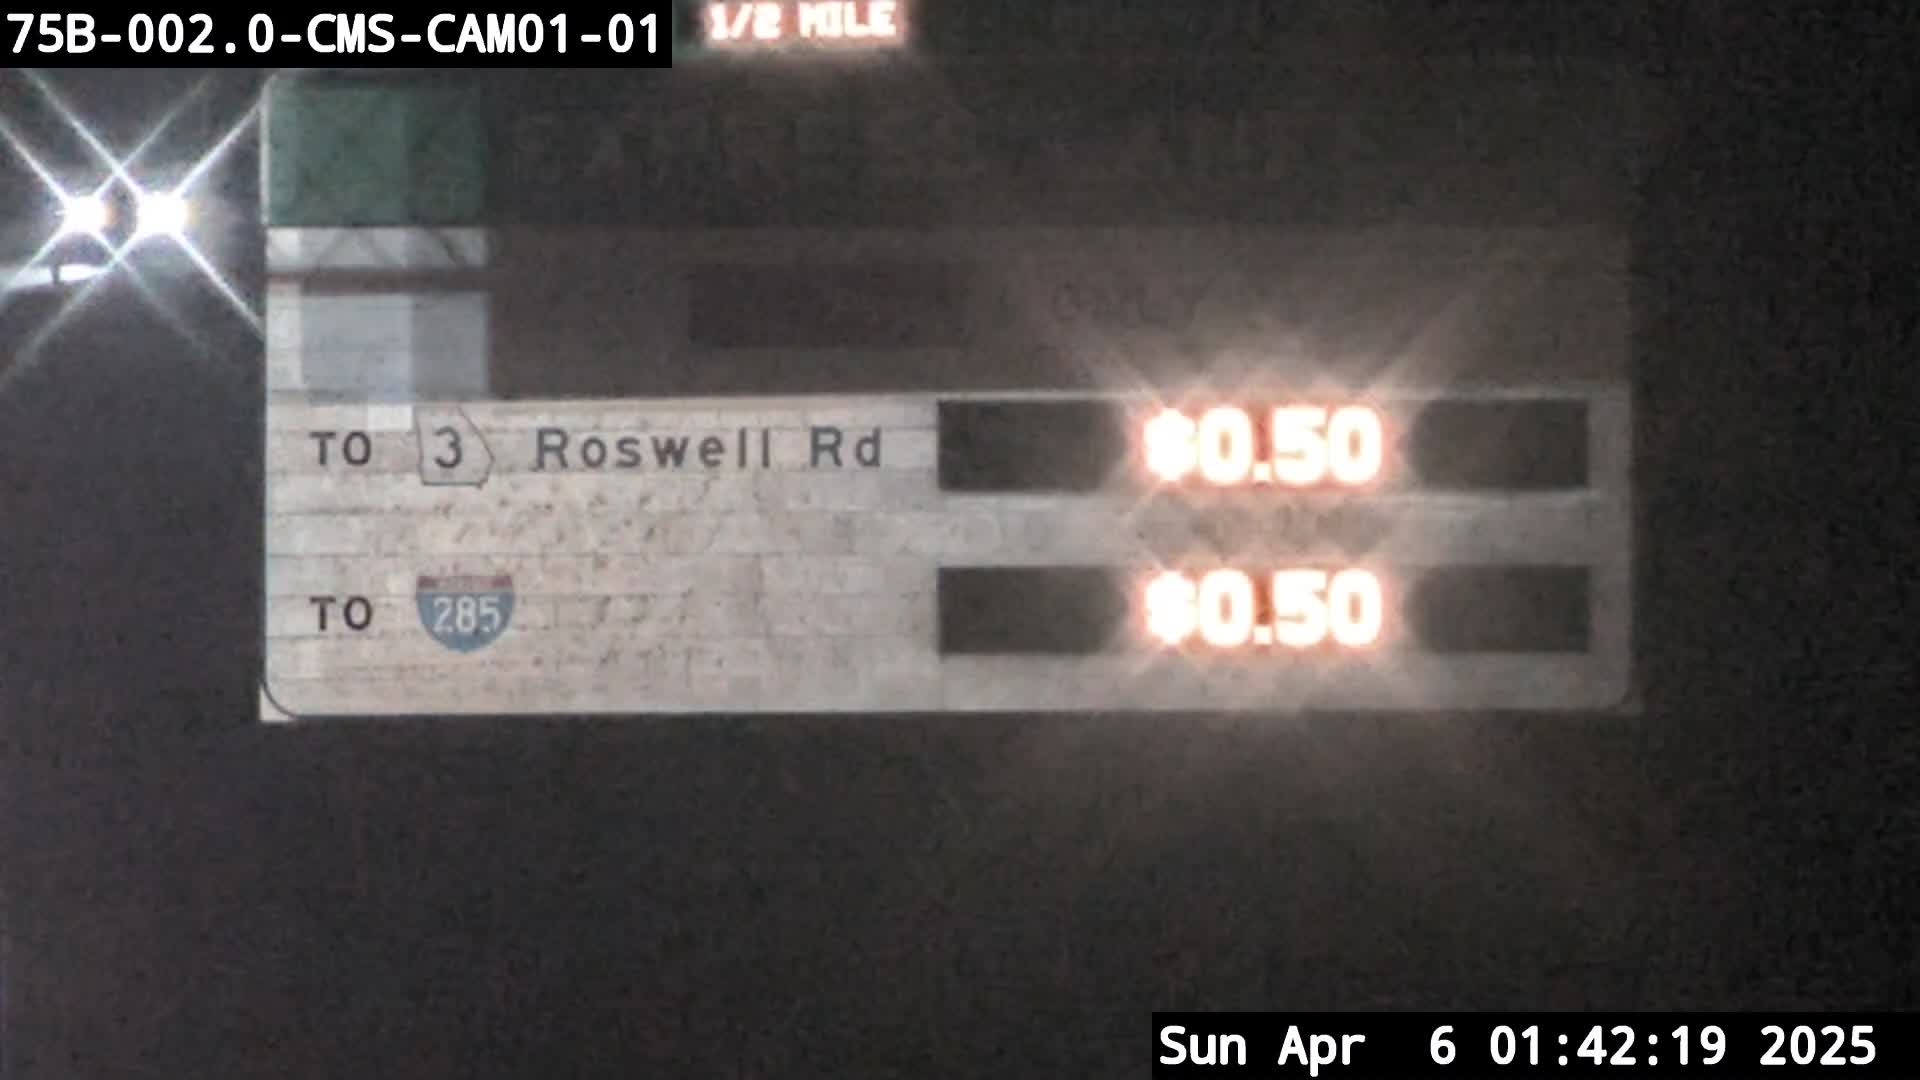 75B-002.0-CMS-CAM01-01
1/2 MILE
TO 3 Roswell Rd $0.50
TO 285 $0.50
Sun Apr 6 01:42:19 2025